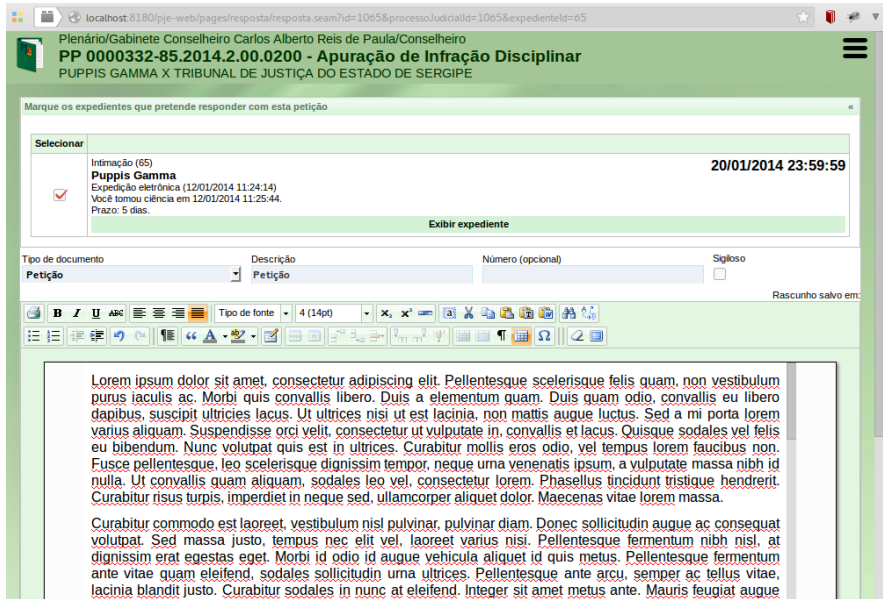 localhost:8180/pje-web/pages/resposta/resposta.seam?id=1065&processoJudicialId=1065&expedienteId=65
Plenário/Gabinete Conselheiro Carlos Alberto Reis de Paula/Conselheiro
PP 0000332-85.2014.2.00.0200 - Apuração de Infração Disciplinar
PUPPIS GAMMA X TRIBUNAL DE JUSTIÇA DO ESTADO DE SERGIPE
Marque os expedientes que pretende responder com esta petição «
Selecionar
Intimação (65) 20/01/2014 23:59:59
Puppis Gamma
Expedição eletrônica (12/01/2014 11:24:14)
Você tomou ciência em 12/01/2014 11:25:44.
Prazo: 5 dias.
Exibir expediente
Tipo de documento Descrição Número (opcional) Sigiloso
Petição Petição
Rascunho salvo em:
B I U ABC Tipo de fonte 4 (14pt) x₂ x²
Lorem ipsum dolor sit amet, consectetur adipiscing elit. Pellentesque scelerisque felis quam, non vestibulum
purus iaculis ac. Morbi quis convallis libero. Duis a elementum quam. Duis quam odio, convallis eu libero
dapibus, suscipit ultricies lacus. Ut ultrices nisi ut est lacinia, non mattis augue luctus. Sed a mi porta lorem
varius aliquam. Suspendisse orci velit, consectetur ut vulputate in, convallis et lacus. Quisque sodales vel felis
eu bibendum. Nunc volutpat quis est in ultrices. Curabitur mollis eros odio, vel tempus lorem faucibus non.
Fusce pellentesque, leo scelerisque dignissim tempor, neque urna venenatis ipsum, a vulputate massa nibh id
nulla. Ut convallis quam aliquam, sodales leo vel, consectetur lorem. Phasellus tincidunt tristique hendrerit.
Curabitur risus turpis, imperdiet in neque sed, ullamcorper aliquet dolor. Maecenas vitae lorem massa.
Curabitur commodo est laoreet, vestibulum nisl pulvinar, pulvinar diam. Donec sollicitudin augue ac consequat
volutpat. Sed massa justo, tempus nec elit vel, laoreet varius nisi. Pellentesque fermentum nibh nisl, at
dignissim erat egestas eget. Morbi id odio id augue vehicula aliquet id quis metus. Pellentesque fermentum
ante vitae quam eleifend, sodales sollicitudin urna ultrices. Pellentesque ante arcu, semper ac tellus vitae,
lacinia blandit justo. Curabitur sodales in nunc at eleifend. Integer sit amet metus ante. Mauris feugiat augue